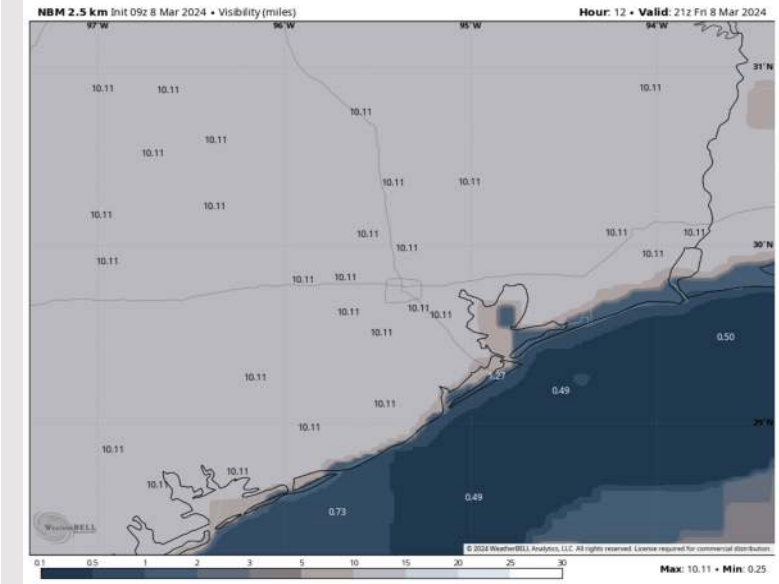 NBM 2.5 km Init 09z 8 Mar 2024 • Visibility (miles) Hour: 12 • Valid: 21z Fri 8 Mar 2024
97°W 96°W 95°W 94°W
31°N
10.11 10.11 10.11
10.11
10.11
10.11
10.11 10.11
10.11
10.11
10.11 10.11 10.11
30°N
10.11
10.11
10.11
10.11 10.11
10.11 10.11
10.11
10.11
0.50
10.11
0.49
10.11
10.11
29°N
10.11
10.11
10.11
0.49
0.73
WeatherBELL
© 2024 WeatherBELL Analytics, LLC. All rights reserved. License required for commercial distribution.
0.1 0.5 1 2 3 5 10 15 20 25 30
Max: 10.11 • Min: 0.25